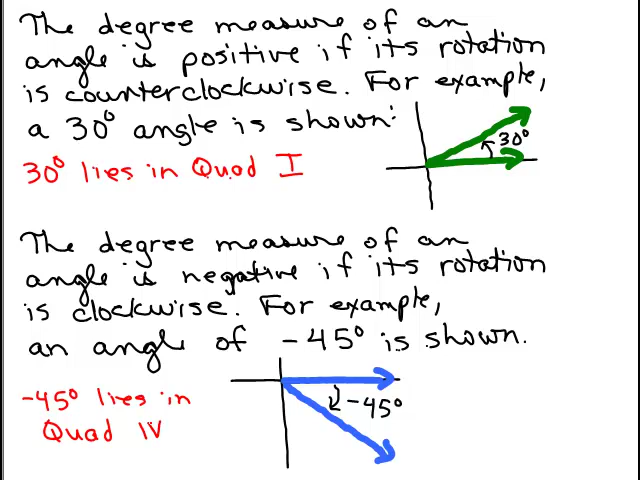 The degree measure of an
angle is positive if its rotation
is counterclockwise. For example,
a 30° angle is shown:
30°
30° lies in Quad I
The degree measure of an
angle is negative if its rotation
is clockwise. For example,
an angle of -45° is shown.
-45° lies in
Quad IV
-45°